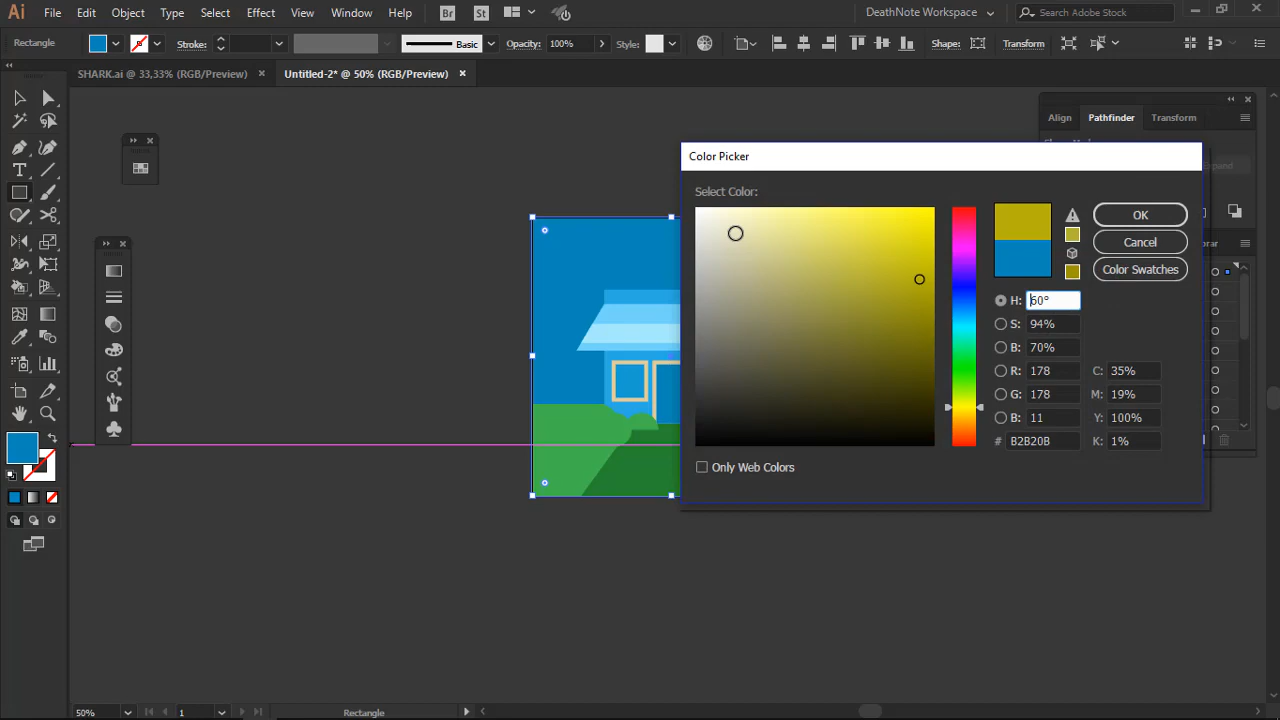 Ai File Edit Object Type Select Effect View Window Help Br St DeathNote Workspace Search Adobe Stock
Rectangle Stroke: Basic Opacity: 100% Style: Shape: Transform
SHARK.ai @ 33,33% (RGB/Preview) × Untitled-2* @ 50% (RGB/Preview) ×
Align Pathfinder Transform
Color Picker
Select Color:
OK
Cancel
Color Swatches
H: 60°
S: 94%
B: 70%
R: 178 C: 35%
G: 178 M: 19%
B: 11 Y: 100%
# B2B20B K: 1%
Only Web Colors
50% 1 Rectangle